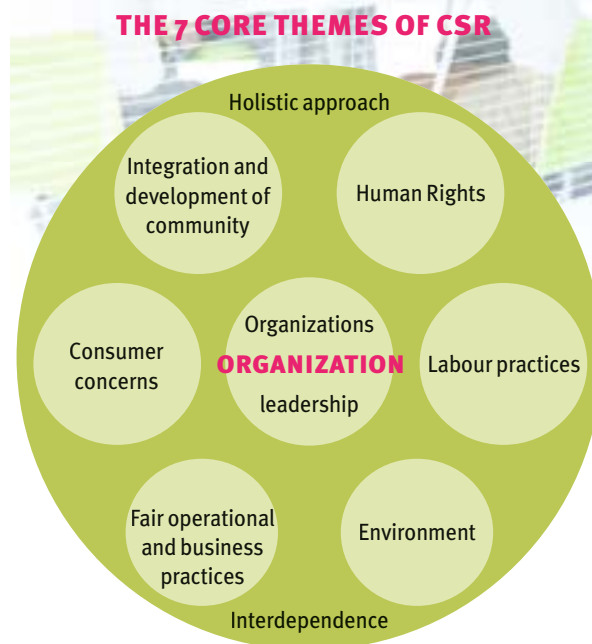 THE 7 CORE THEMES OF CSR
Holistic approach
Integration and
development of
community
Human Rights
Consumer
concerns
Organizations
ORGANIZATION
leadership
Labour practices
Fair operational
and business
practices
Environment
Interdependence